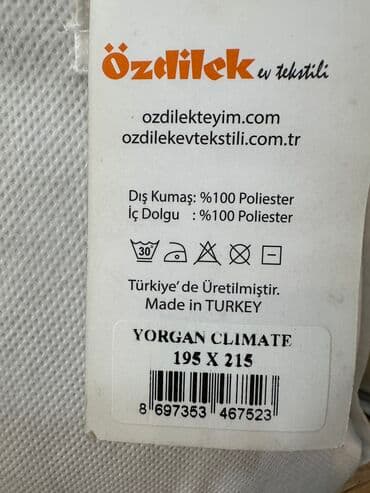 Özdilek ev tekstili
ozdilekteyim.com
ozdilekevtekstili.com.tr
Dış Kumaş: %100 Poliester
İç Dolgu : %100 Poliester
30
Türkiye'de Üretilmiştir.
Made in TURKEY
YORGAN CLIMATE
195 X 215
8 697353 467523